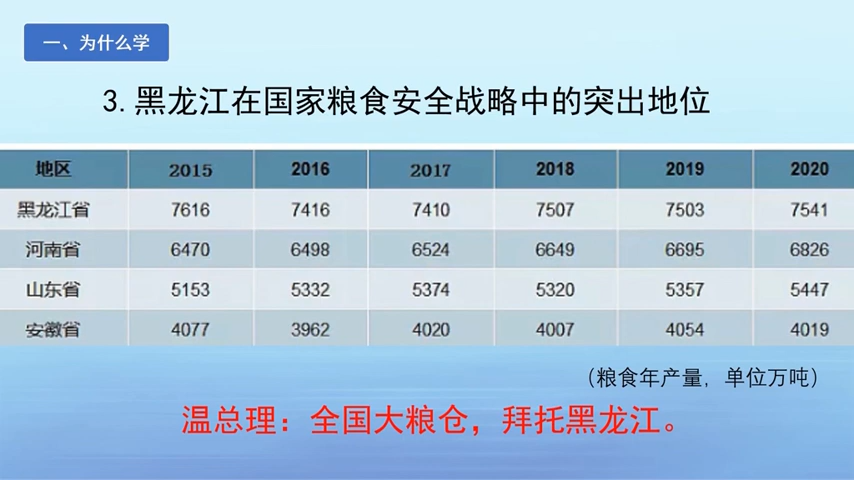 一、为什么学
3.黑龙江在国家粮食安全战略中的突出地位
地区 2015 2016 2017 2018 2019 2020
黑龙江省 7616 7416 7410 7507 7503 7541
河南省 6470 6498 6524 6649 6695 6826
山东省 5153 5332 5374 5320 5357 5447
安徽省 4077 3962 4020 4007 4054 4019
（粮食年产量，单位万吨）
温总理：全国大粮仓，拜托黑龙江。